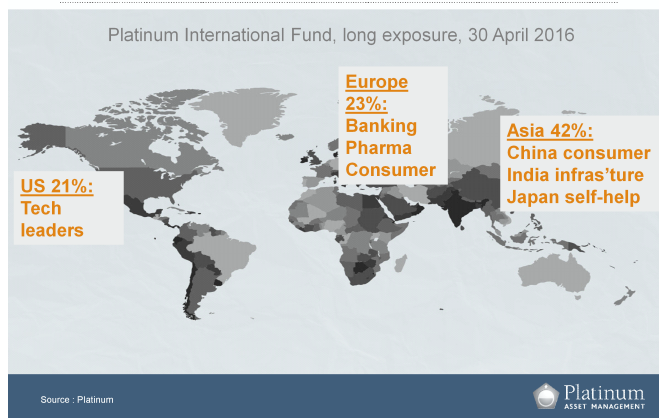 Platinum International Fund, long exposure, 30 April 2016
Europe
23%:
Banking
Pharma
Consumer
Asia 42%:
China consumer
India infras'ture
Japan self-help
US 21%:
Tech
leaders
Source : Platinum
Platinum
ASSET MANAGEMENT